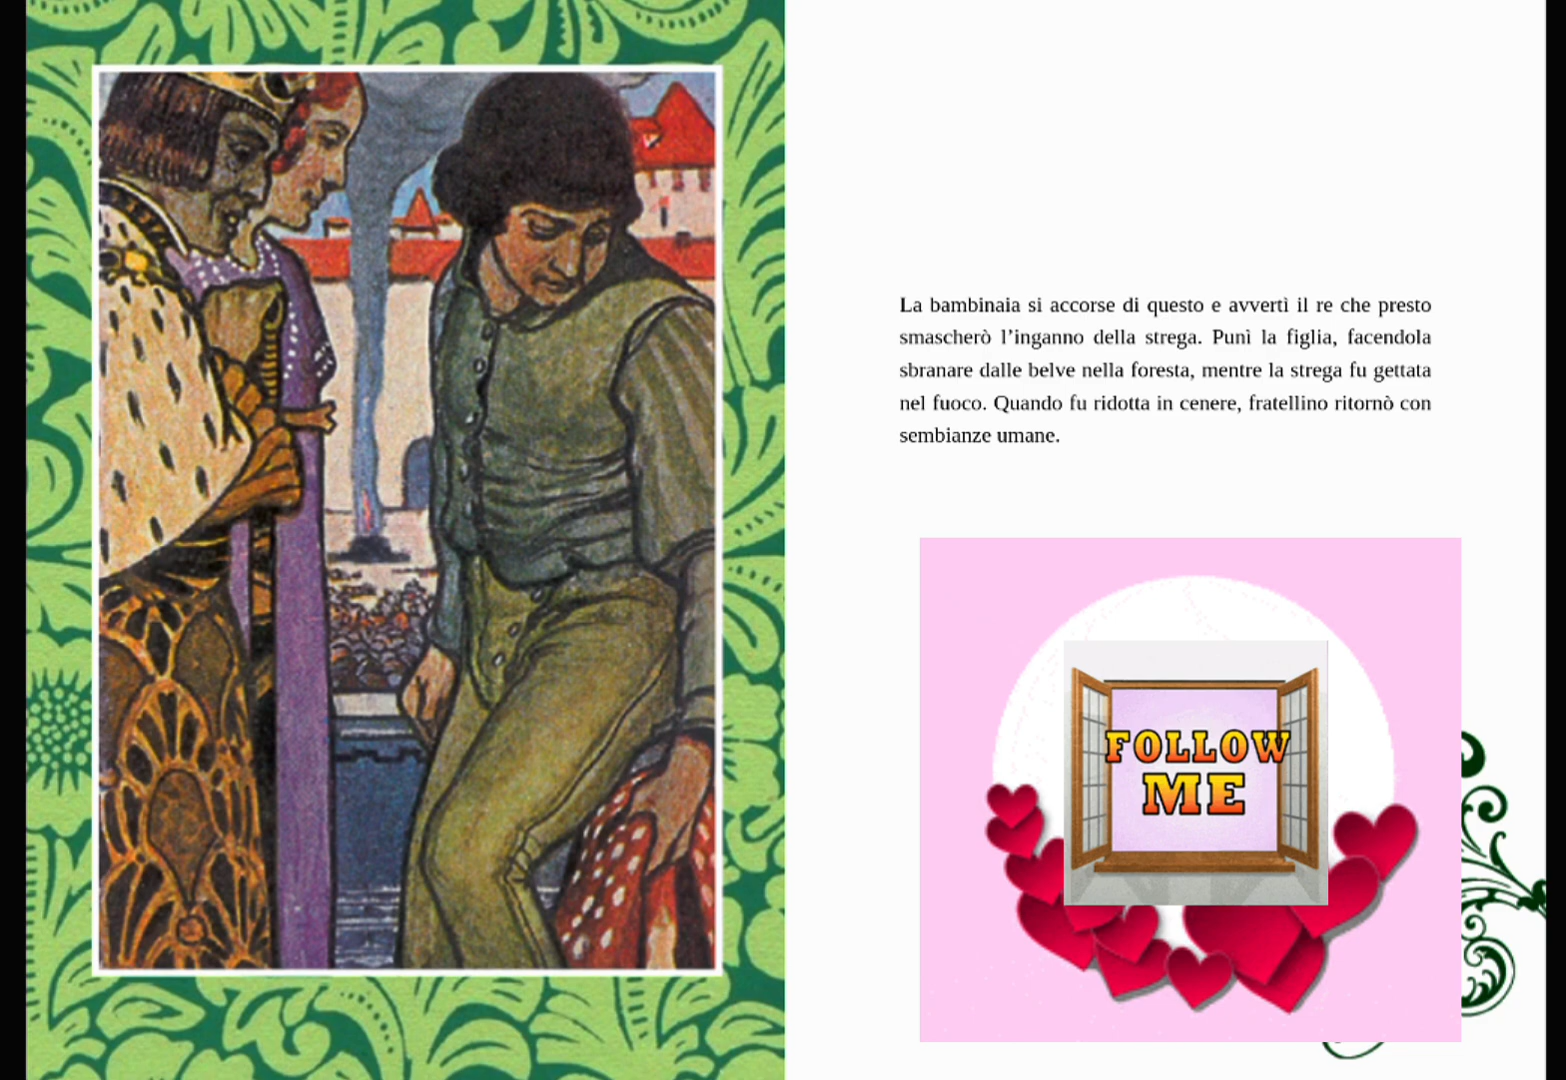 La bambinaia si accorse di questo e avvertì il re che presto
smascherò l’inganno della strega. Punì la figlia, facendola
sbranare dalle belve nella foresta, mentre la strega fu gettata
nel fuoco. Quando fu ridotta in cenere, fratellino ritornò con
sembianze umane.
FOLLOW
ME